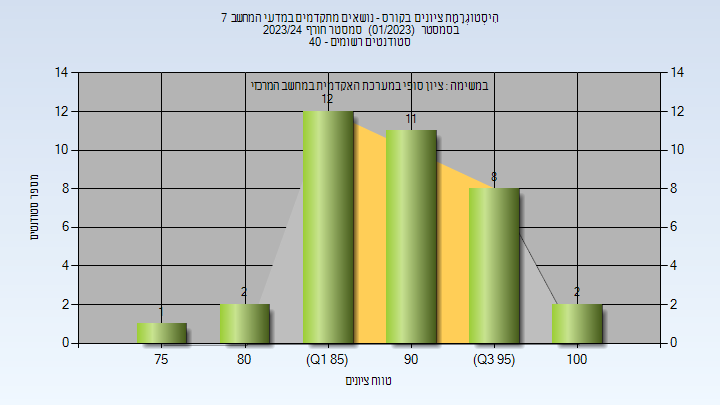 הִיסטוגרַמַת ציונים בקורס - נושאים מתקדמים במדעי המחשב 7
בסמסטר (01/2023) סמסטר חורף 2023/24
סטודנטים רשומים - 40
במשימה : ציון סופי במערכת האקדמית במחשב המרכזי
14 14
12 12
10 10
8 8
6 6
4 4
2 2
0 0
1 2 12 11 8 2
מספר סטודנטים
75 80 (Q1 85) 90 (Q3 95) 100
טווח ציונים